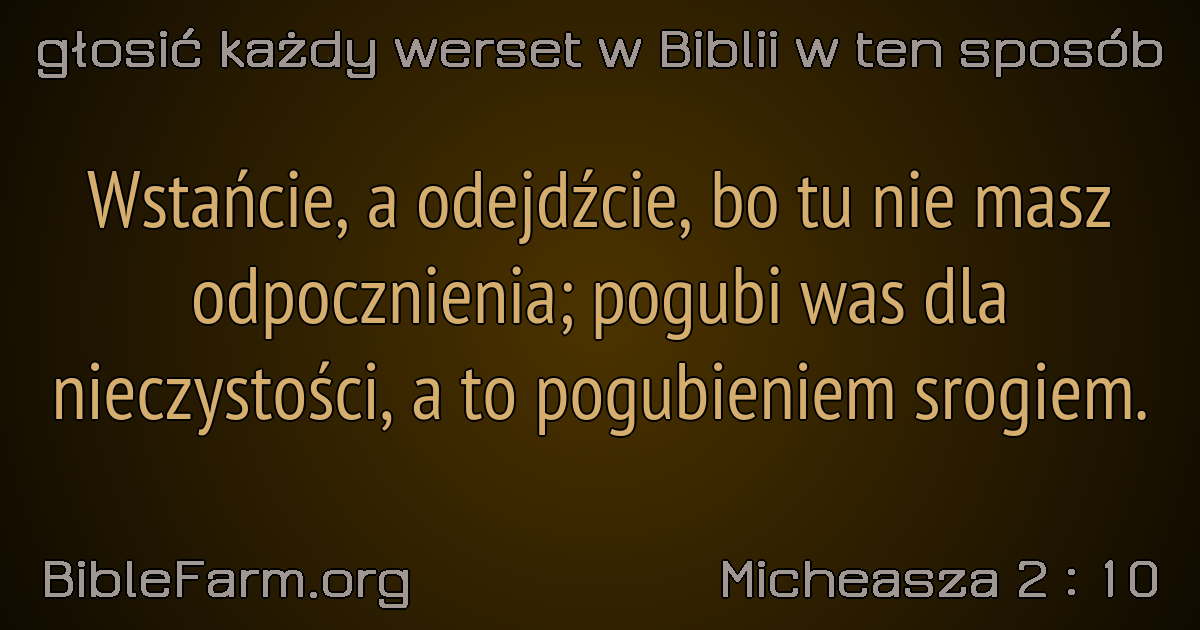 głosić każdy werset w Biblii w ten sposób
Wstańcie, a odejdźcie, bo tu nie masz
odpocznienia; pogubi was dla
nieczystości, a to pogubieniem srogiem.
BibleFarm.org
Micheasza 2 : 10